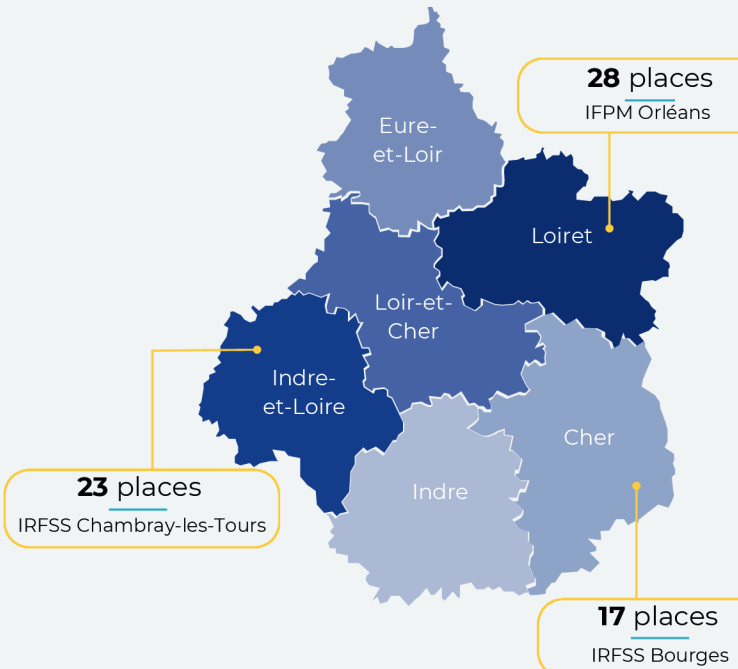 28 places
IFPM Orléans
Eure-
et-Loir
Loiret
Loir-et-
Cher
Indre-
et-Loire
Cher
Indre
23 places
IRFSS Chambray-les-Tours
17 places
IRFSS Bourges